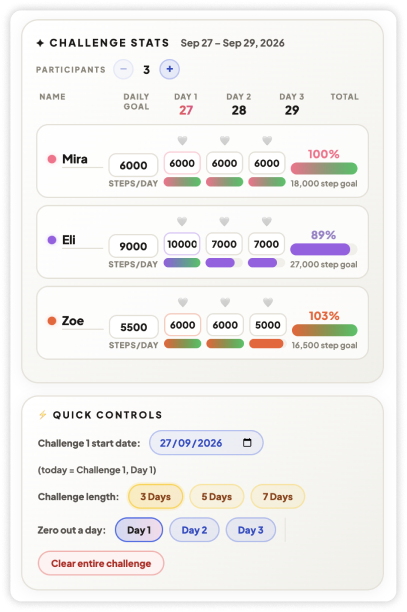 ✦ CHALLENGE STATS Sep 27 – Sep 29, 2026
PARTICIPANTS − 3 +
NAME DAILY GOAL DAY 1 27 DAY 2 28 DAY 3 29 TOTAL
Mira 6000 STEPS/DAY 6000 6000 6000 100% 18,000 step goal
Eli 9000 STEPS/DAY 10000 7000 7000 89% 27,000 step goal
Zoe 5500 STEPS/DAY 6000 6000 5000 103% 16,500 step goal
⚡ QUICK CONTROLS
Challenge 1 start date: 27/09/2026
(today = Challenge 1, Day 1)
Challenge length: 3 Days 5 Days 7 Days
Zero out a day: Day 1 Day 2 Day 3
Clear entire challenge